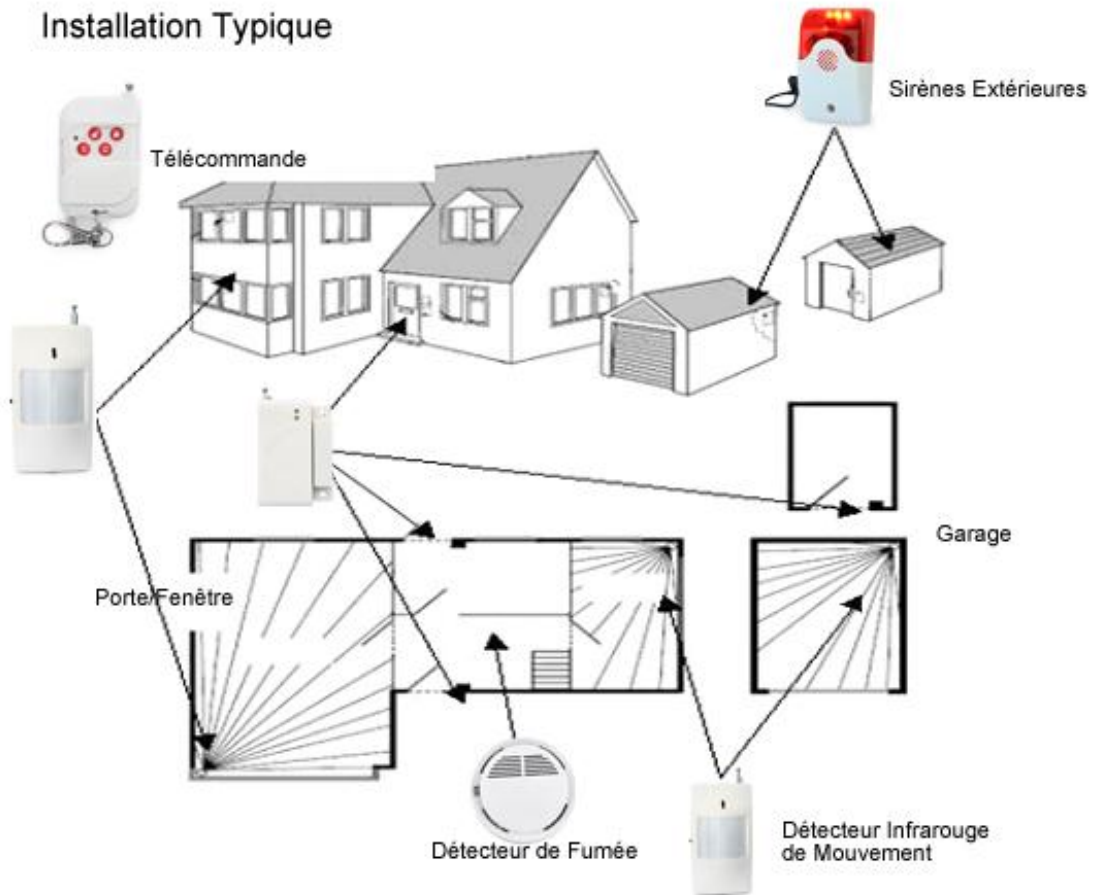 Installation Typique
Sirènes Extérieures
Télécommande
Garage
Porte/Fenêtre
Détecteur de Fumée
Détecteur Infrarouge
de Mouvement